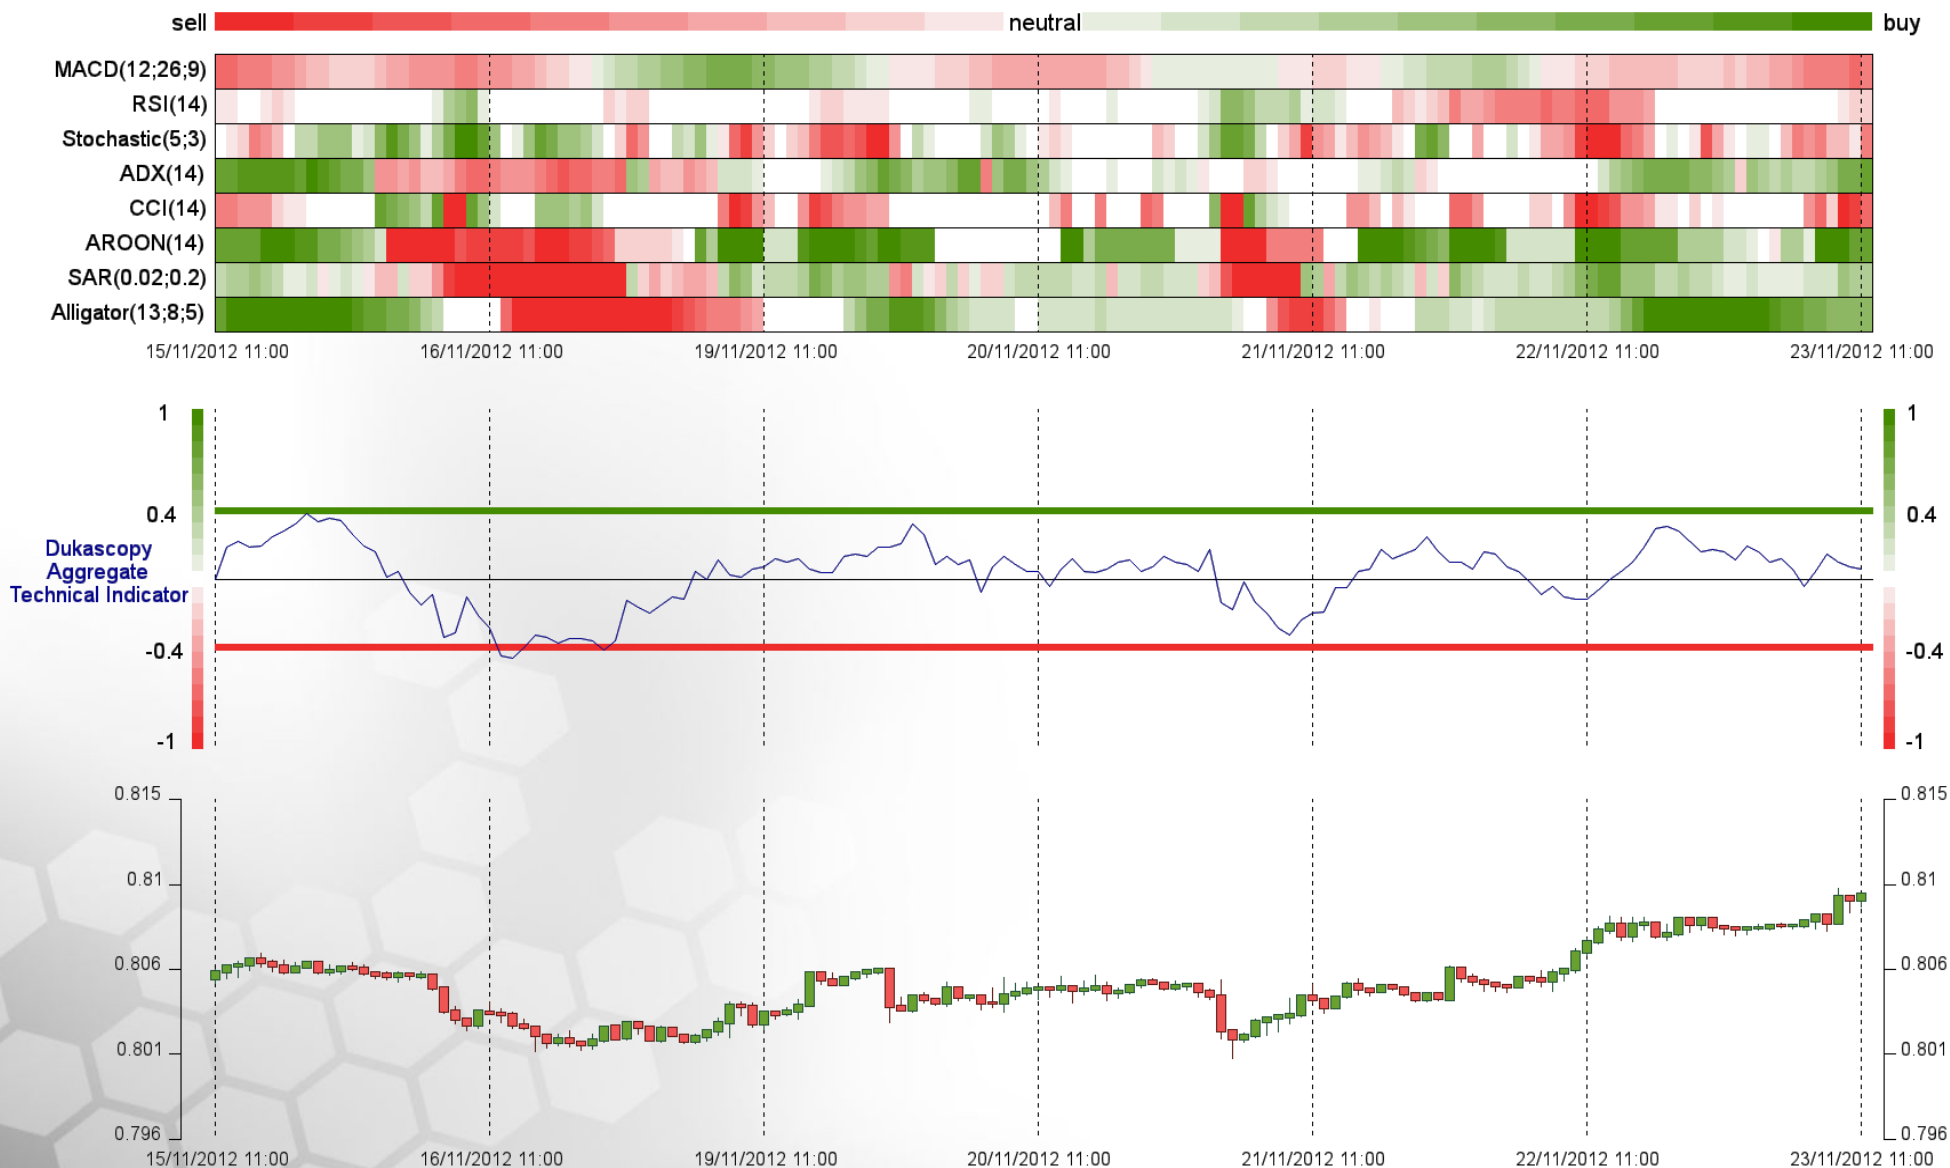 sell neutral buy
MACD(12;26;9)
RSI(14)
Stochastic(5;3)
ADX(14)
CCI(14)
AROON(14)
SAR(0.02;0.2)
Alligator(13;8;5)
15/11/2012 11:00 16/11/2012 11:00 19/11/2012 11:00 20/11/2012 11:00 21/11/2012 11:00 22/11/2012 11:00 23/11/2012 11:00
1 1
0.4 0.4
Dukascopy
Aggregate
Technical Indicator
-0.4 -0.4
-1 -1
0.815 0.815
0.81 0.81
0.806 0.806
0.801 0.801
0.796 0.796
15/11/2012 11:00 16/11/2012 11:00 19/11/2012 11:00 20/11/2012 11:00 21/11/2012 11:00 22/11/2012 11:00 23/11/2012 11:00